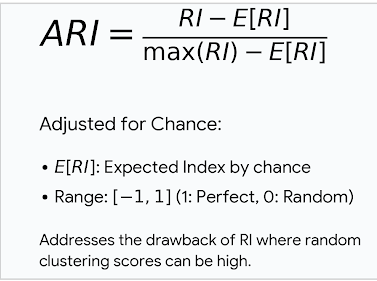 ARI = \frac{RI − E[RI]}{max(RI) − E[RI]}
Adjusted for Chance:
• E[RI]: Expected Index by chance
• Range: [−1, 1] (1: Perfect, 0: Random)
Addresses the drawback of RI where random
clustering scores can be high.